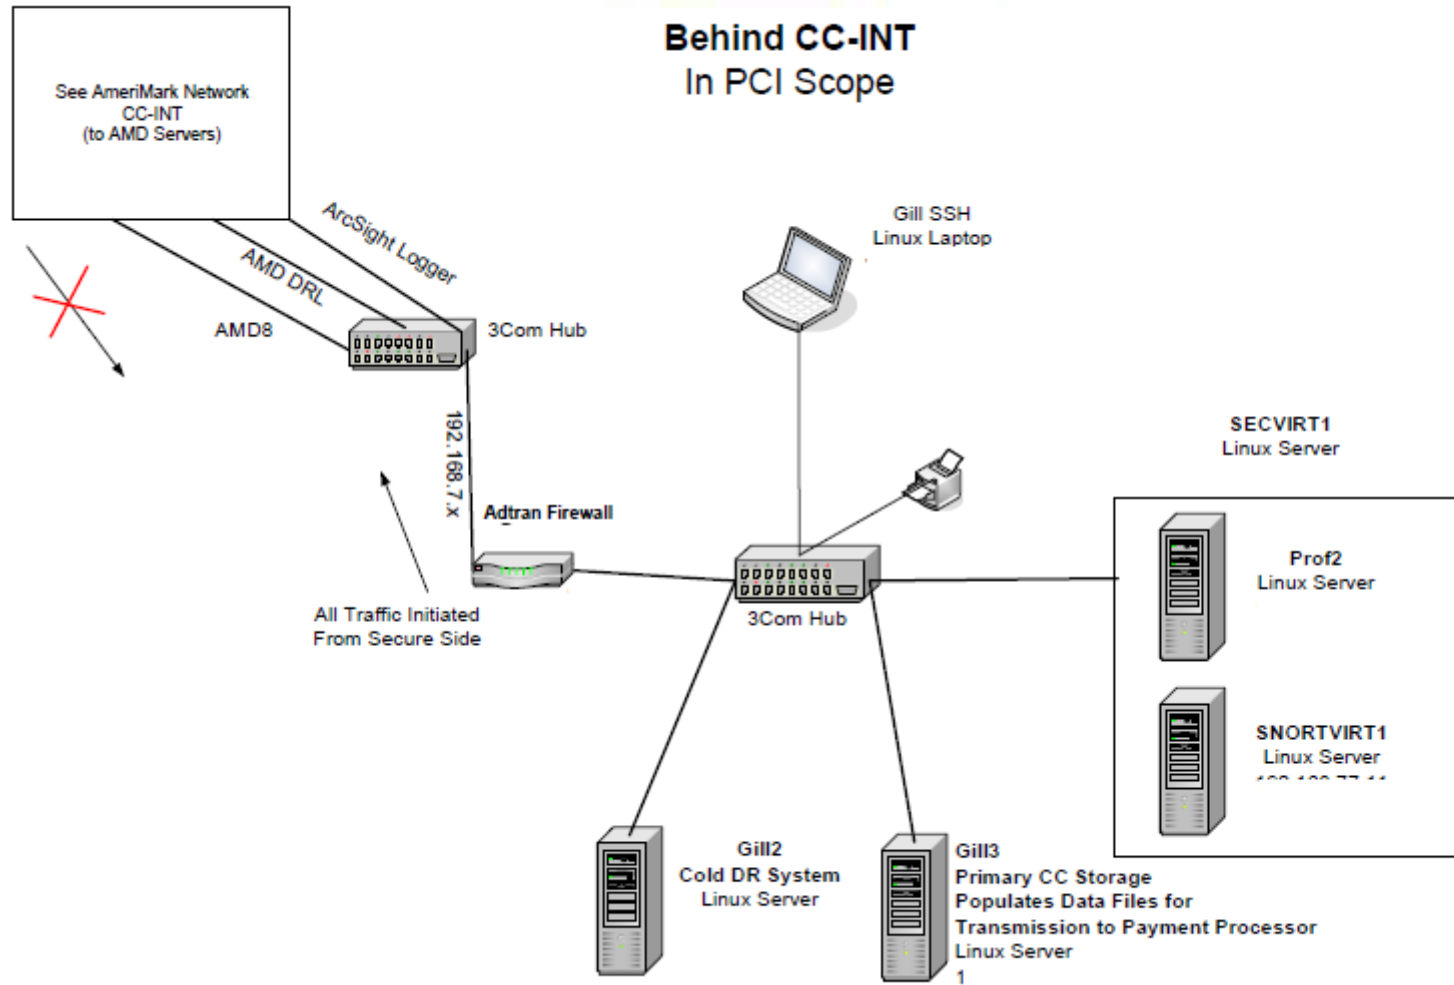 Behind CC-INT
In PCI Scope
See AmeriMark Network
CC-INT
(to AMD Servers)
ArcSight Logger
AMD DRL
AMD8
3Com Hub
192.168.7.x
Gill SSH
Linux Laptop
SECVIRT1
Linux Server
Adtran Firewall
Prof2
Linux Server
All Traffic Initiated
From Secure Side
3Com Hub
SNORTVIRT1
Linux Server
Gill2
Cold DR System
Linux Server
Gill3
Primary CC Storage
Populates Data Files for
Transmission to Payment Processor
Linux Server
1